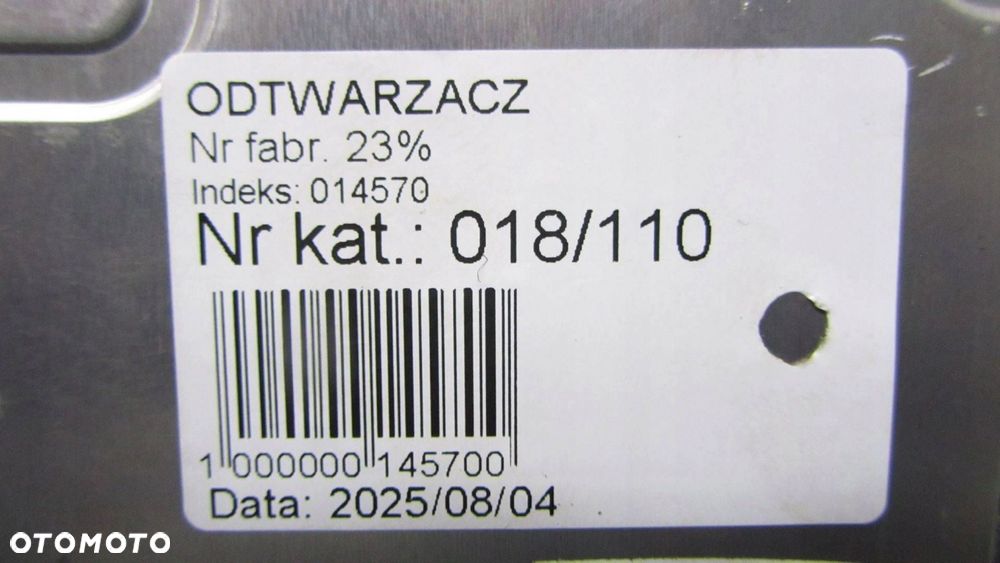 ODTWARZACZ
Nr fabr. 23%
Indeks: 014570
Nr kat.: 018/110
1 000000 145700
Data: 2025/08/04
OTOMOTO